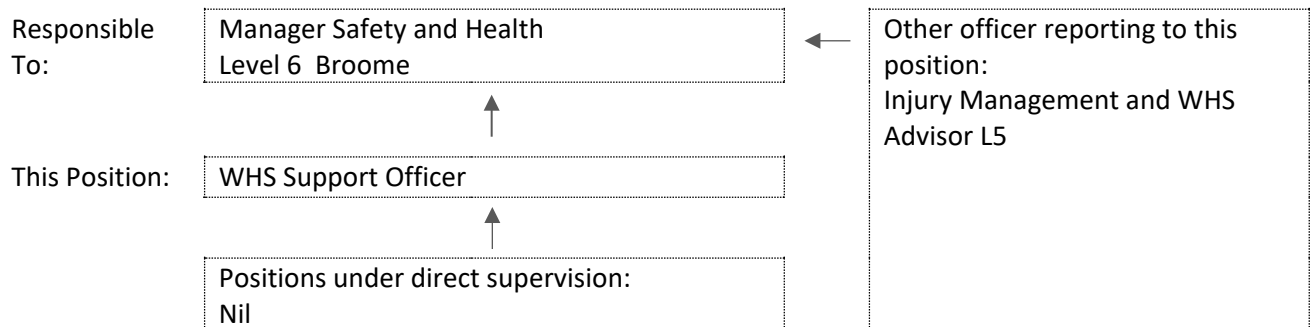 Responsible
To:
Manager Safety and Health
Level 6  Broome
Other officer reporting to this
position:
Injury Management and WHS
Advisor L5
This Position:
WHS Support Officer
Positions under direct supervision:
Nil